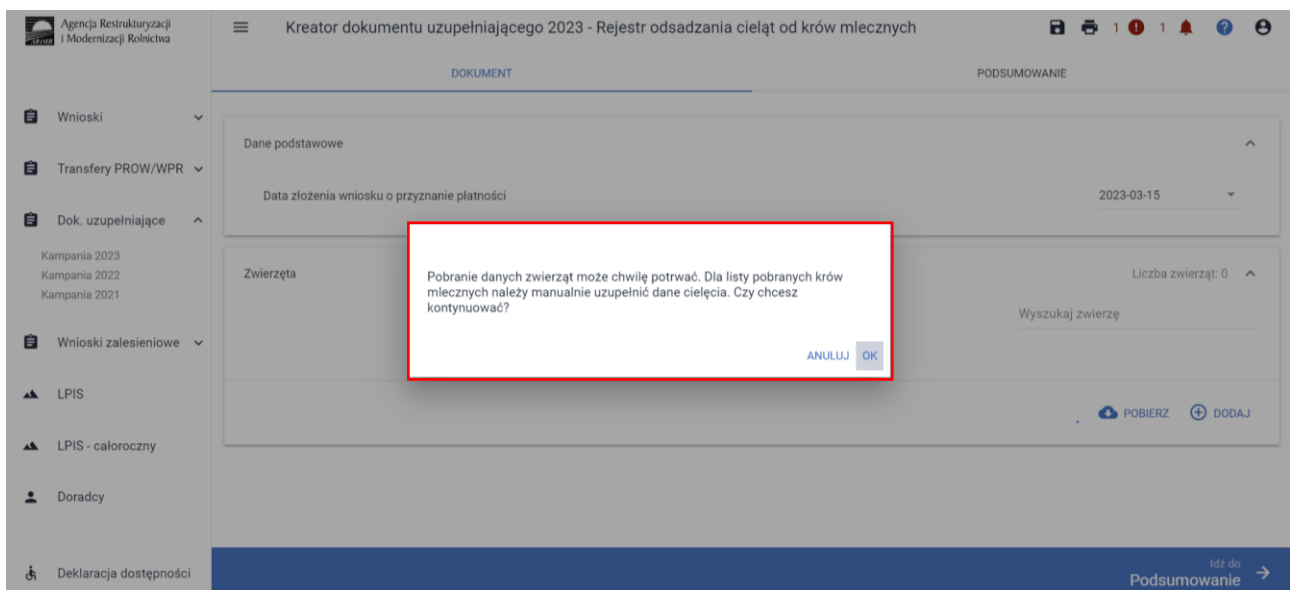 Agencja Restrukturyzacji
i Modernizacji Rolnictwa
Kreator dokumentu uzupełniającego 2023 - Rejestr odsadzania cieląt od krów mlecznych
1
1
DOKUMENT
PODSUMOWANIE
Wnioski
Transfery PROW/WPR
Dok. uzupełniające
Kampania 2023
Kampania 2022
Kampania 2021
Wnioski zalesieniowe
LPIS
LPIS - całoroczny
Doradcy
Deklaracja dostępności
Dane podstawowe
Data złożenia wniosku o przyznanie płatności
2023-03-15
Zwierzęta
Liczba zwierząt: 0
Wyszukaj zwierzę
Pobranie danych zwierząt może chwilę potrwać. Dla listy pobranych krów
mlecznych należy manualnie uzupełnić dane cielęcia. Czy chcesz
kontynuować?
ANULUJ OK
POBIERZ
DODAJ
Idź do
Podsumowanie